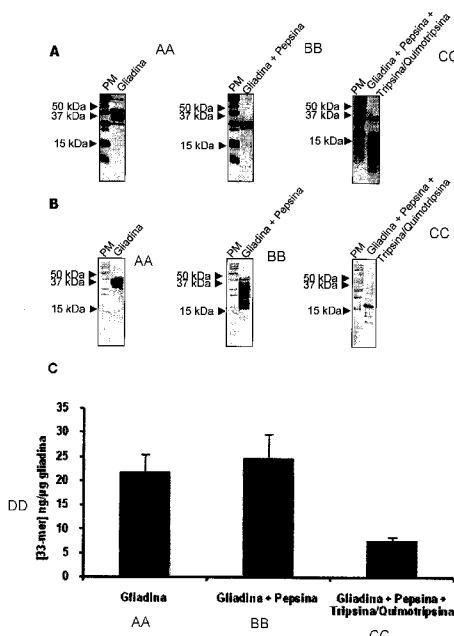 A
AA
BB
CC
PM
Gliadina
PM
Gliadina + Pepsina
PM
Gliadina + Pepsina +
Tripsina/Quimotripsina
50 kDa
37 kDa
15 kDa
50 kDa
37 kDa
15 kDa
50 kDa
37 kDa
15 kDa
B
AA
BB
CC
PM
Gliadina
PM
Gliadina + Pepsina
PM
Gliadina + Pepsina +
Tripsina/Quimotripsina
50 kDa
37 kDa
15 kDa
50 kDa
37 kDa
15 kDa
50 kDa
37 kDa
15 kDa
C
DD
[33-mer] ng/µg gliadina
35
30
25
20
15
10
5
0
Gliadina
Gliadina + Pepsina
Gliadina + Pepsina +
Tripsina/Quimotripsina
AA
BB
CC